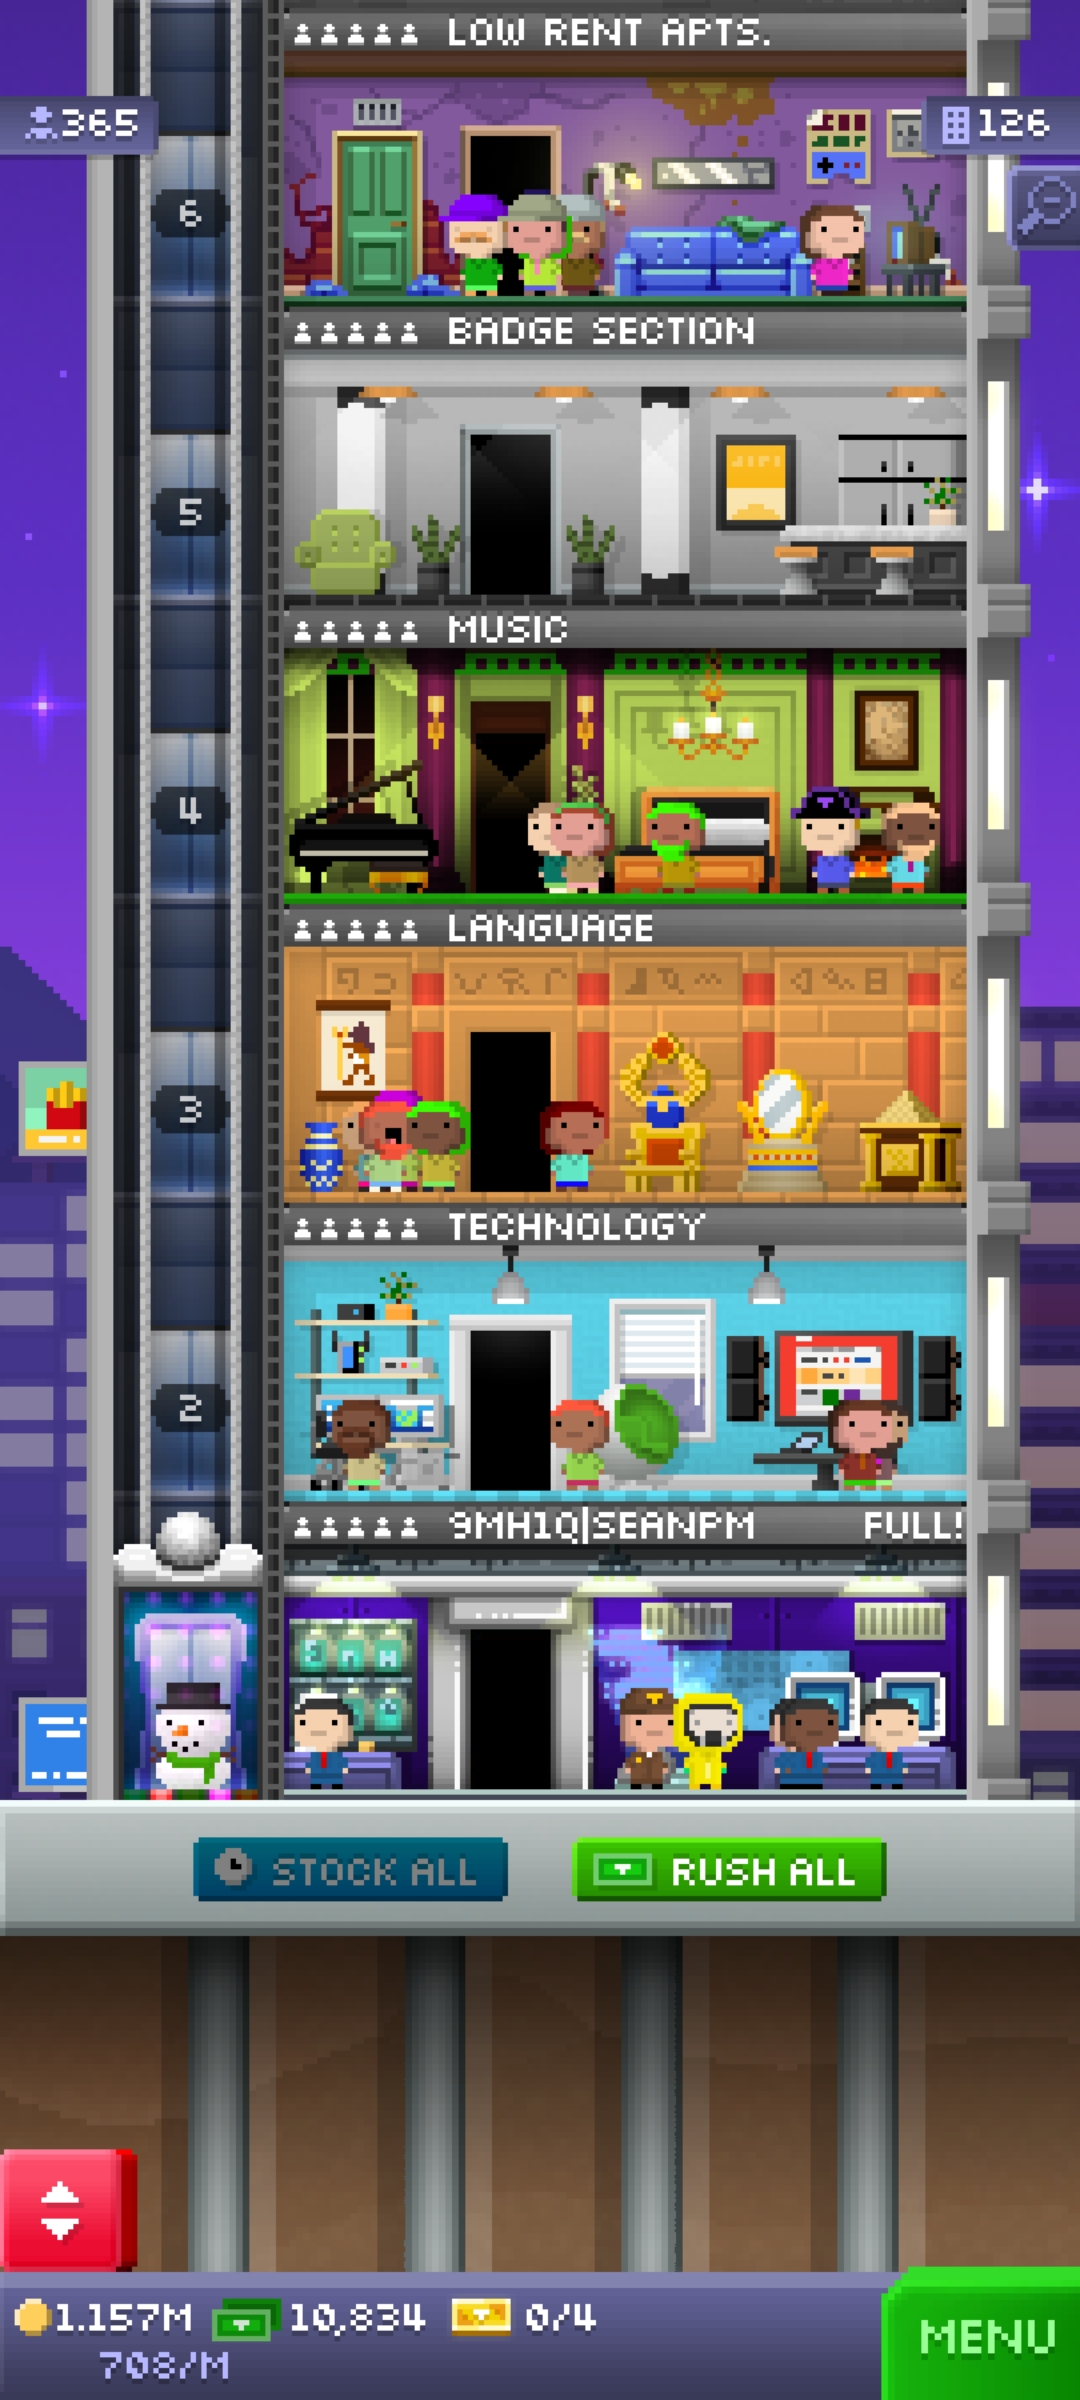 LOW RENT APTS.
365
126
6
BADGE SECTION
5
MUSIC
4
LANGUAGE
3
TECHNOLOGY
2
9MH1Q|SEANPM FULL!
STOCK ALL
RUSH ALL
1.157M 10,834 0/4
708/M
MENU